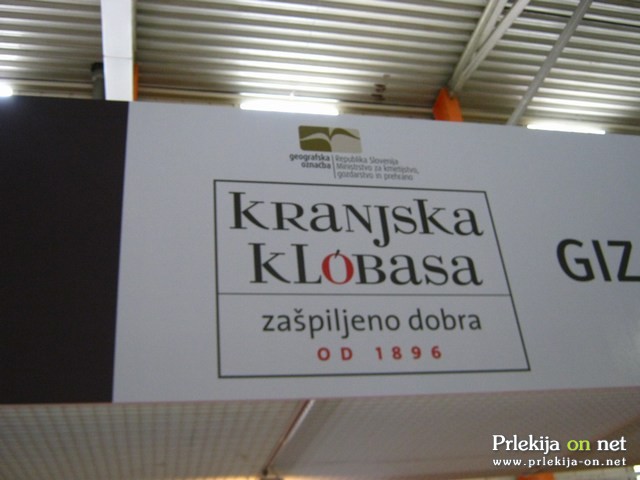 geografska
označba
Republika Slovenija
Ministrstvo za kmetijstvo,
gozdarstvo in prehrano
KRANJSKA
KLÓBASA
zašpiljeno dobra
OD 1896
GIZ
Prlekija on net
www.prlekija-on.net